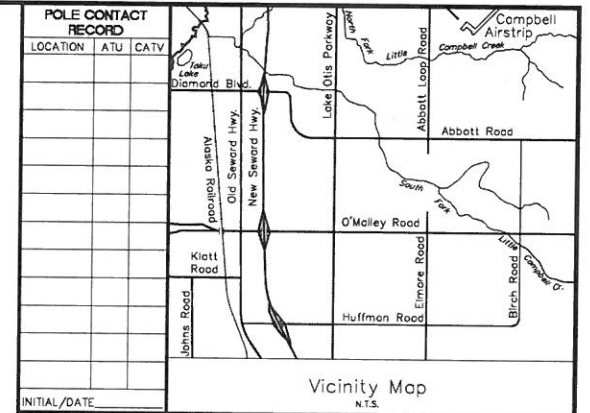 POLE CONTACT
RECORD
LOCATION ATU CATV
INITIAL/DATE
Campbell
Airstrip
North
Fork
Little
Campbell Creek
Taku
Lake
Diamond Blvd.
Lake Otis Parkway
Abbott Loop Road
Abbott Road
Alaska Railroad
Old Seward Hwy.
New Seward Hwy.
South
Fork
Little
Campbell C'
O'Malley Road
Klatt
Road
Elmore Road
Birch Road
Johns Road
Huffman Road
Vicinity Map
N.T.S.